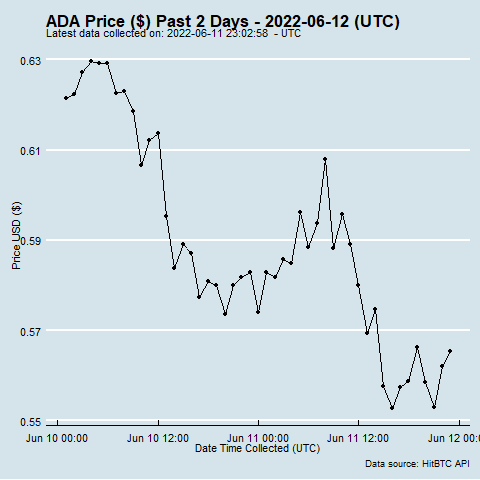 ADA Price ($) Past 2 Days - 2022-06-12 (UTC)
Latest data collected on: 2022-06-11 23:02:58 - UTC
0.63
0.61
0.59
0.57
0.55
Price USD ($)
Jun 10 00:00 Jun 10 12:00 Jun 11 00:00 Jun 11 12:00 Jun 12 00:00
Date Time Collected (UTC)
Data source: HitBTC API